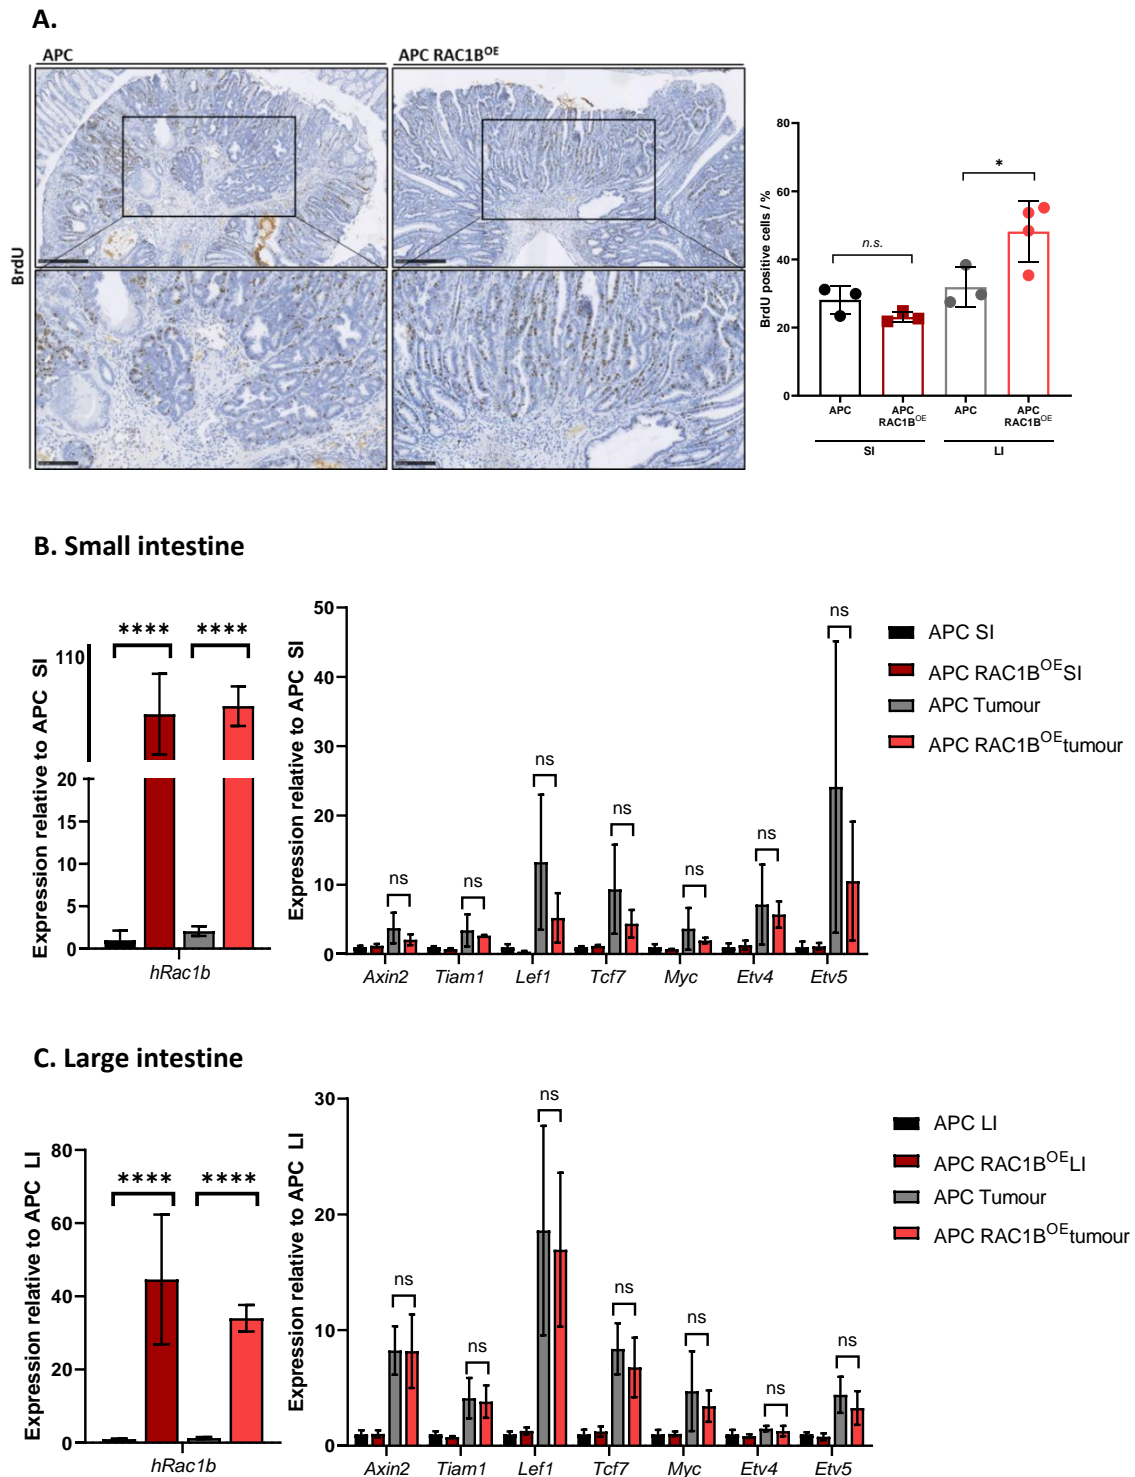 A.
APC
APC RAC1B^OE
BrdU
BrdU positive cells / %
80
60
40
20
0
n.s.
*
APC
APC RAC1B^OE
APC
APC RAC1B^OE
SI
LI
B. Small intestine
Expression relative to APC SI
110
20
15
10
5
0
****
****
hRac1b
Expression relative to APC SI
50
40
30
20
10
0
ns
ns
ns
ns
ns
ns
ns
Axin2 Tiam1 Lef1 Tcf7 Myc Etv4 Etv5
APC SI
APC RAC1B^OE SI
APC Tumour
APC RAC1B^OE tumour
C. Large intestine
Expression relative to APC LI
80
60
40
20
0
****
****
hRac1b
Expression relative to APC LI
30
20
10
0
ns
ns
ns
ns
ns
ns
ns
Axin2 Tiam1 Lef1 Tcf7 Myc Etv4 Etv5
APC LI
APC RAC1B^OE LI
APC Tumour
APC RAC1B^OE tumour